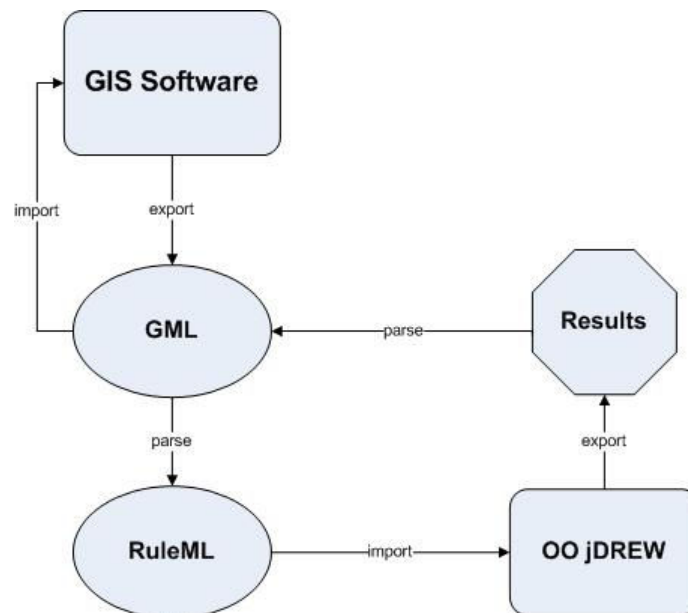 GIS Software
import
export
GML
parse
Results
parse
export
RuleML
import
OO jDREW